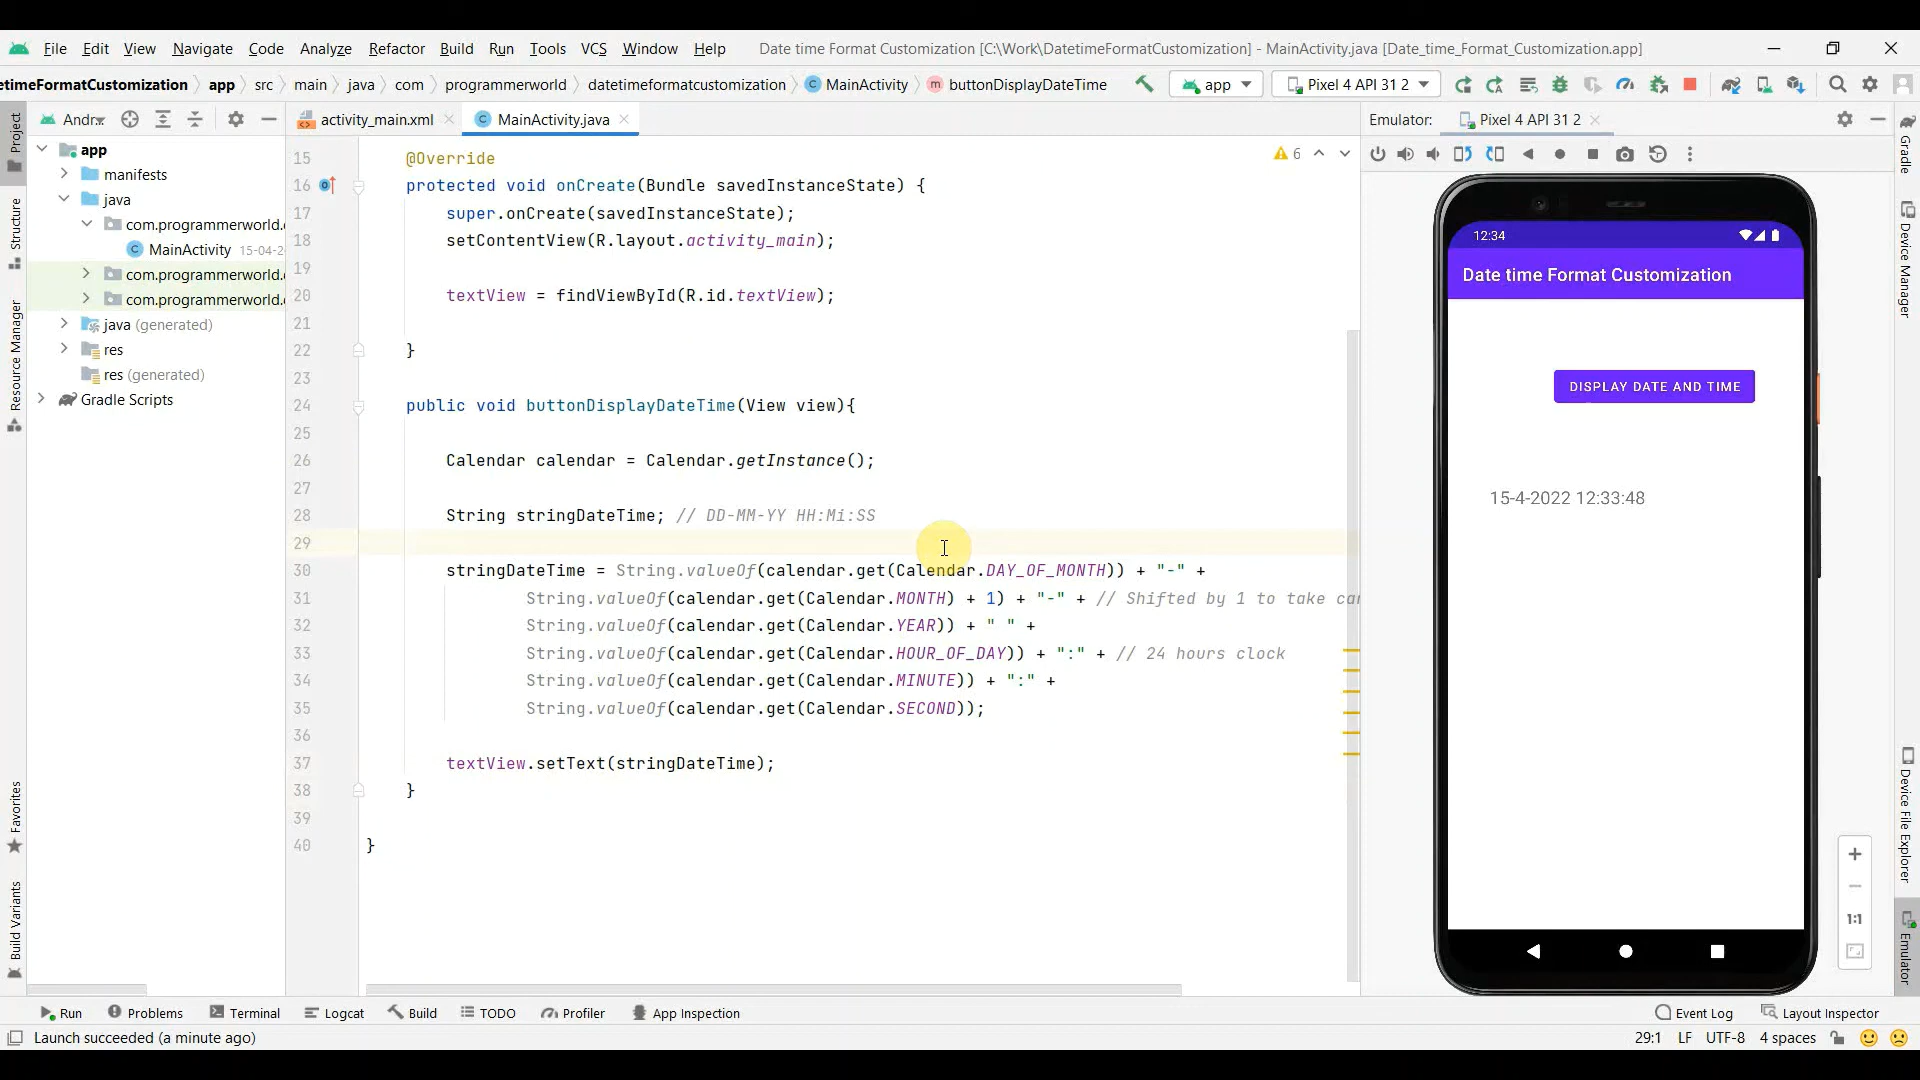 File Edit View Navigate Code Analyze Refactor Build Run Tools VCS Window Help Date time Format Customization [C:\Work\DatetimeFormatCustomization] - MainActivity.java [Date_time_Format_Customization.app]
etimeFormatCustomization app src main java com programmerworld datetimeformatcustomization MainActivity buttonDisplayDateTime app Pixel 4 API 31 2
Andr activity_main.xml MainActivity.java Emulator: Pixel 4 API 31 2
Project
Structure
Resource Manager
Favorites
Build Variants
app
manifests
java
com.programmerworld.
MainActivity 15-04-2
com.programmerworld.
com.programmerworld.
java (generated)
res
res (generated)
Gradle Scripts
6
15 @Override
16 protected void onCreate(Bundle savedInstanceState) {
17 super.onCreate(savedInstanceState);
18 setContentView(R.layout.activity_main);
19
20 textView = findViewById(R.id.textView);
21
22 }
23
24 public void buttonDisplayDateTime(View view){
25
26 Calendar calendar = Calendar.getInstance();
27
28 String stringDateTime; // DD-MM-YY HH:Mi:SS
29
30 stringDateTime = String.valueOf(calendar.get(Calendar.DAY_OF_MONTH)) + "-" +
31 String.valueOf(calendar.get(Calendar.MONTH) + 1) + "-" + // Shifted by 1 to take car
32 String.valueOf(calendar.get(Calendar.YEAR)) + " " +
33 String.valueOf(calendar.get(Calendar.HOUR_OF_DAY)) + ":" + // 24 hours clock
34 String.valueOf(calendar.get(Calendar.MINUTE)) + ":" +
35 String.valueOf(calendar.get(Calendar.SECOND));
36
37 textView.setText(stringDateTime);
38 }
39
40 }
12:34
Date time Format Customization
DISPLAY DATE AND TIME
15-4-2022 12:33:48
1:1
Gradle
Device Manager
Device File Explorer
Emulator
Run Problems Terminal Logcat Build TODO Profiler App Inspection Event Log Layout Inspector
Launch succeeded (a minute ago) 29:1 LF UTF-8 4 spaces